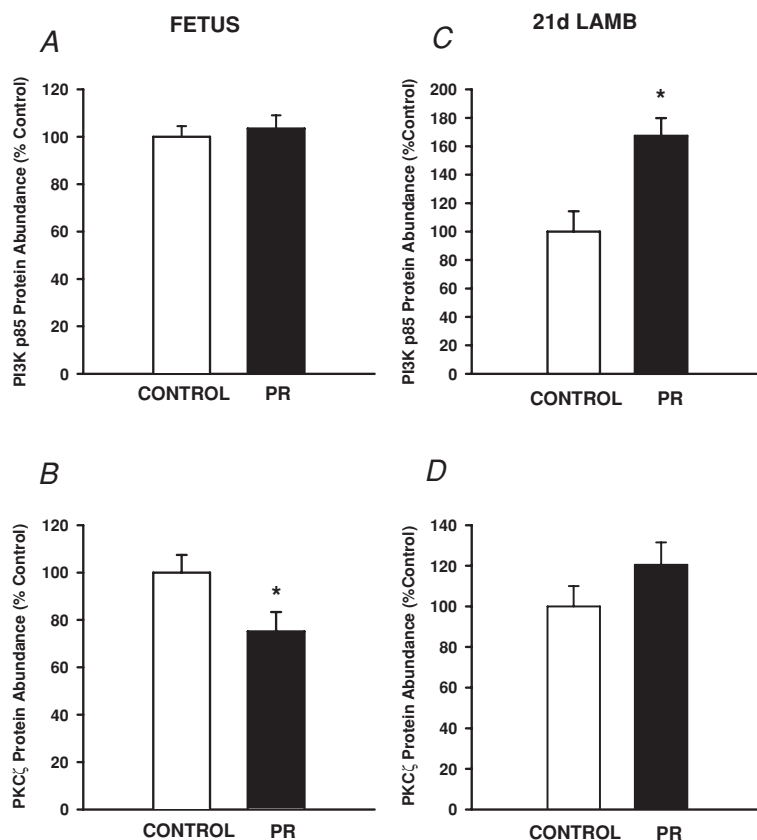 FETUS
21d LAMB
A
PI3K p85 Protein Abundance (% Control)
120
100
80
60
40
20
0
CONTROL PR
C
PI3K p85 Protein Abundance (%Control)
200
180
160
140
120
100
80
60
40
20
0
*
CONTROL PR
B
PKCζ Protein Abundance (% Control)
120
100
80
60
40
20
0
*
CONTROL PR
D
PKCζ Protein Abundance (%Control)
140
120
100
80
60
40
20
0
CONTROL PR